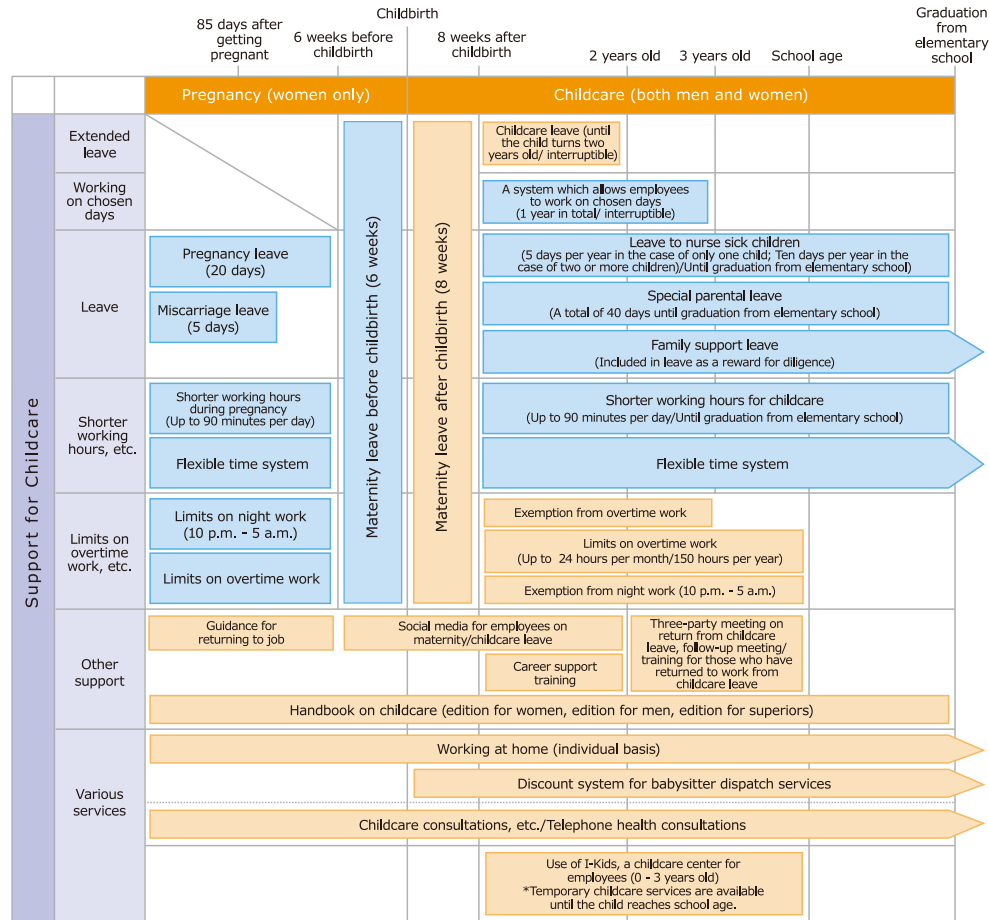 Childbirth
85 days after
getting
pregnant
6 weeks before
childbirth
8 weeks after
childbirth
2 years old
3 years old
School age
Graduation
from
elementary
school
Pregnancy (women only)
Childcare (both men and women)
Support for Childcare
Extended
leave
Childcare leave (until
the child turns two
years old/ interruptible)
Working
on chosen
days
A system which allows employees
to work on chosen days
(1 year in total/ interruptible)
Maternity leave before childbirth (6 weeks)
Maternity leave after childbirth (8 weeks)
Leave
Pregnancy leave
(20 days)
Miscarriage leave
(5 days)
Leave to nurse sick children
(5 days per year in the case of only one child; Ten days per year in the
case of two or more children)/Until graduation from elementary school)
Special parental leave
(A total of 40 days until graduation from elementary school)
Family support leave
(Included in leave as a reward for diligence)
Shorter
working
hours, etc.
Shorter working hours
during pregnancy
(Up to 90 minutes per day)
Flexible time system
Shorter working hours for childcare
(Up to 90 minutes per day/Until graduation from elementary school)
Flexible time system
Limits on
overtime
work, etc.
Limits on night work
(10 p.m. - 5 a.m.)
Limits on overtime work
Exemption from overtime work
Limits on overtime work
(Up to 24 hours per month/150 hours per year)
Exemption from night work (10 p.m. - 5 a.m.)
Other
support
Guidance for
returning to job
Social media for employees on
maternity/childcare leave
Career support
training
Three-party meeting on
return from childcare
leave, follow-up meeting/
training for those who have
returned to work from
childcare leave
Handbook on childcare (edition for women, edition for men, edition for superiors)
Various
services
Working at home (individual basis)
Discount system for babysitter dispatch services
Childcare consultations, etc./Telephone health consultations
Use of I-Kids, a childcare center for
employees (0 - 3 years old)
*Temporary childcare services are available
until the child reaches school age.